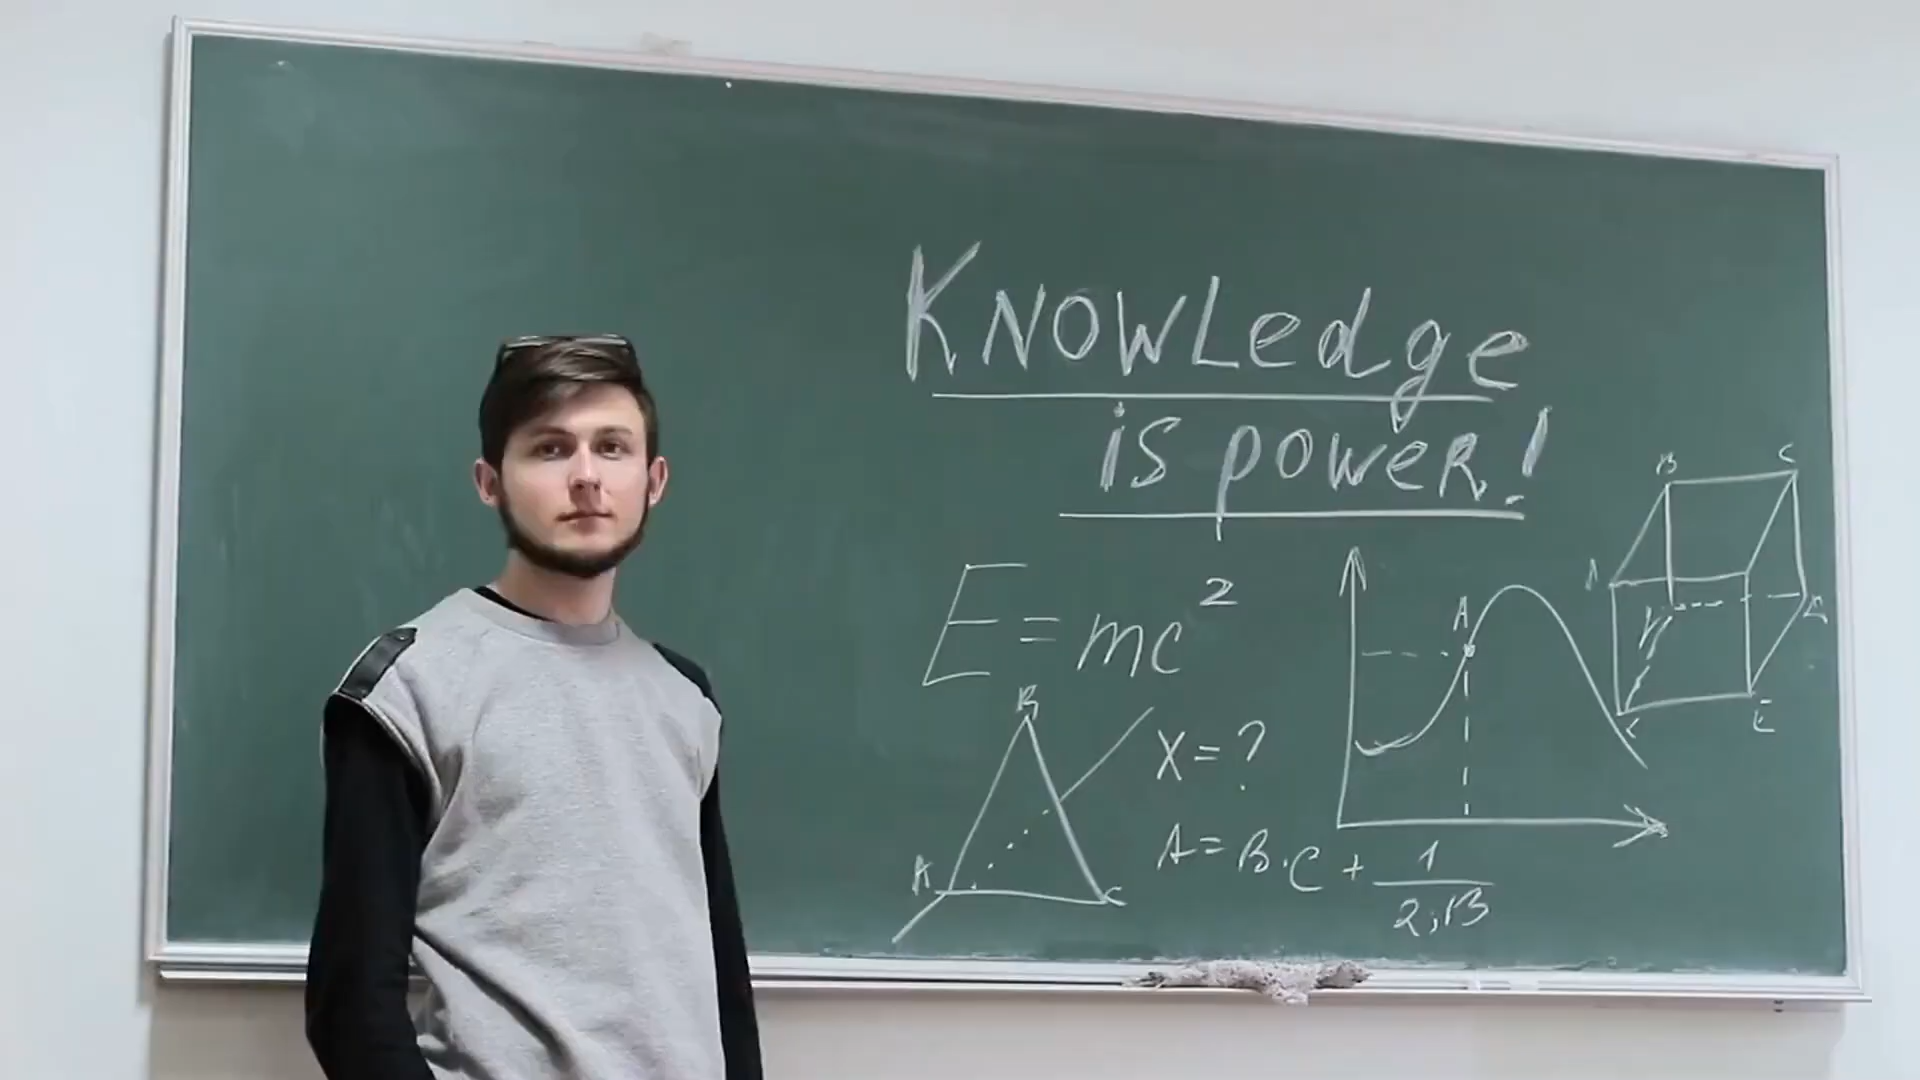 Knowledge
is power!
E = mc²
B
A
C
X = ?
A = B · C + 1/2,13
A
B
C
A
E